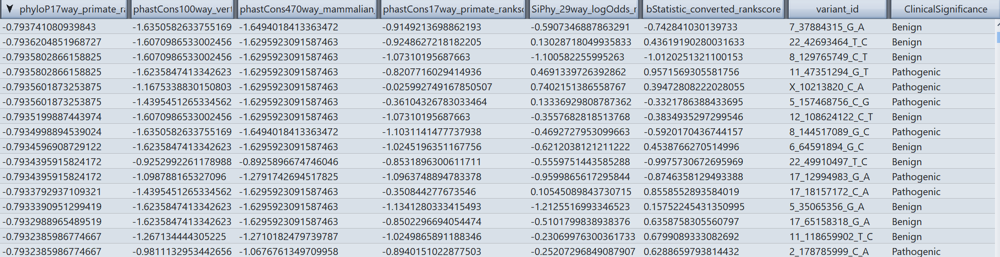 phyloP17way_primate_ra phastCons100way_vert phastCons470way_mammalian_ phastCons17way_primate_ranksc SiPhy_29way_logOdds_r bStatistic_converted_rankscore variant_id ClinicalSignificance
-0.793741080939843 -1.6350582633755169 -1.6494018413363472 -0.9149213698862193 -0.5907346887863291 -0.742841030139733 7_37884315_G_A Benign
-0.7936204851968727 -1.6070986533002456 -1.6295923091587463 -0.9248627218182205 0.13028718049935833 0.43619190280031633 22_42693464_T_C Benign
-0.7935802866158825 -1.6070986533002456 -1.6295923091587463 -1.07310195687663 -1.100582255995263 -1.0120251321100153 8_129765749_C_T Benign
-0.7935802866158825 -1.6235847413342623 -1.6295923091587463 -0.8207716029414936 0.4691339726392862 0.9571569305581756 11_47351294_G_T Pathogenic
-0.7935601873253875 -1.1675338830150803 -1.6295923091587463 -0.025992749167850507 0.7402151386558767 0.39472808222028055 X_10213820_C_A Pathogenic
-0.7935601873253875 -1.4395451265334562 -1.6295923091587463 -0.36104326783033464 0.13336929808787362 -0.3321786388433695 5_157468756_C_G Pathogenic
-0.79351998874439​74 -1.6070986533002456 -1.6295923091587463 -1.07310195687663 -0.3557682818513768 -0.3834935297299546 12_108624122_C_T Benign
-0.7934998894539024 -1.6350582633755169 -1.6494018413363472 -1.1031141477737938 -0.4692727953099663 -0.5920170436744157 8_144517089_G_C Pathogenic
-0.7934596908729122 -1.6235847413342623 -1.6295923091587463 -1.0245196351167756 -0.6212038121211222 0.4538766270514996 6_64591894_G_C Benign
-0.7934395915824172 -0.9252992261178988 -0.8925896674746046 -0.8531896300611711 -0.5559751443585288 -0.9975730672695969 22_49910497_T_C Benign
-0.7934395915824172 -1.098788165327096 -1.2791742694517825 -1.0963748894783378 -0.9599865617295844 -0.8746358129493388 17_12994983_G_A Pathogenic
-0.7933792937109321 -1.4395451265334562 -1.6295923091587463 -0.350844277673546 0.10545089843730715 0.8558552893584019 17_18157172_C_A Pathogenic
-0.7933390951299419 -1.6235847413342623 -1.6295923091587463 -1.1341280333415493 -1.2125516993346523 0.15752245431350995 5_35065356_G_A Benign
-0.7932988965489519 -1.6235847413342623 -1.6295923091587463 -0.8502296694054474 -0.5101799838938376 0.6358758305560797 17_65158318_G_A Benign
-0.7932385986774667 -1.267134444305225 -1.2710182479739787 -1.0249865891188346 -0.23069976300361733 0.6799089333082692 11_118659902_T_C Benign
-0.7932385986774667 -0.9811132953442656 -1.0676761349709958 -0.8940151022877503 -0.25207296849087907 0.6288659793814432 2_178785999_C_A Pathogenic